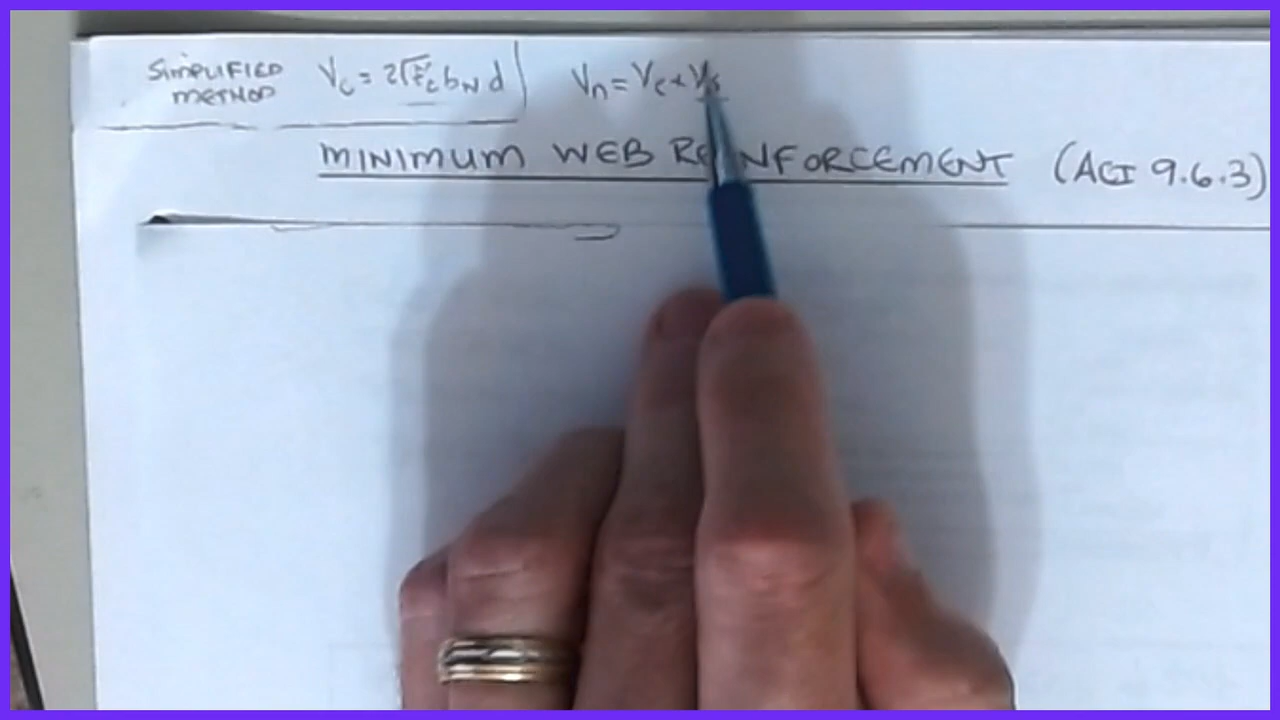 SIMPLIFIED METHOD Vc = 2√f'c bw d
Vn = Vc + Vs
MINIMUM WEB REINFORCEMENT (ACI 9.6.3)